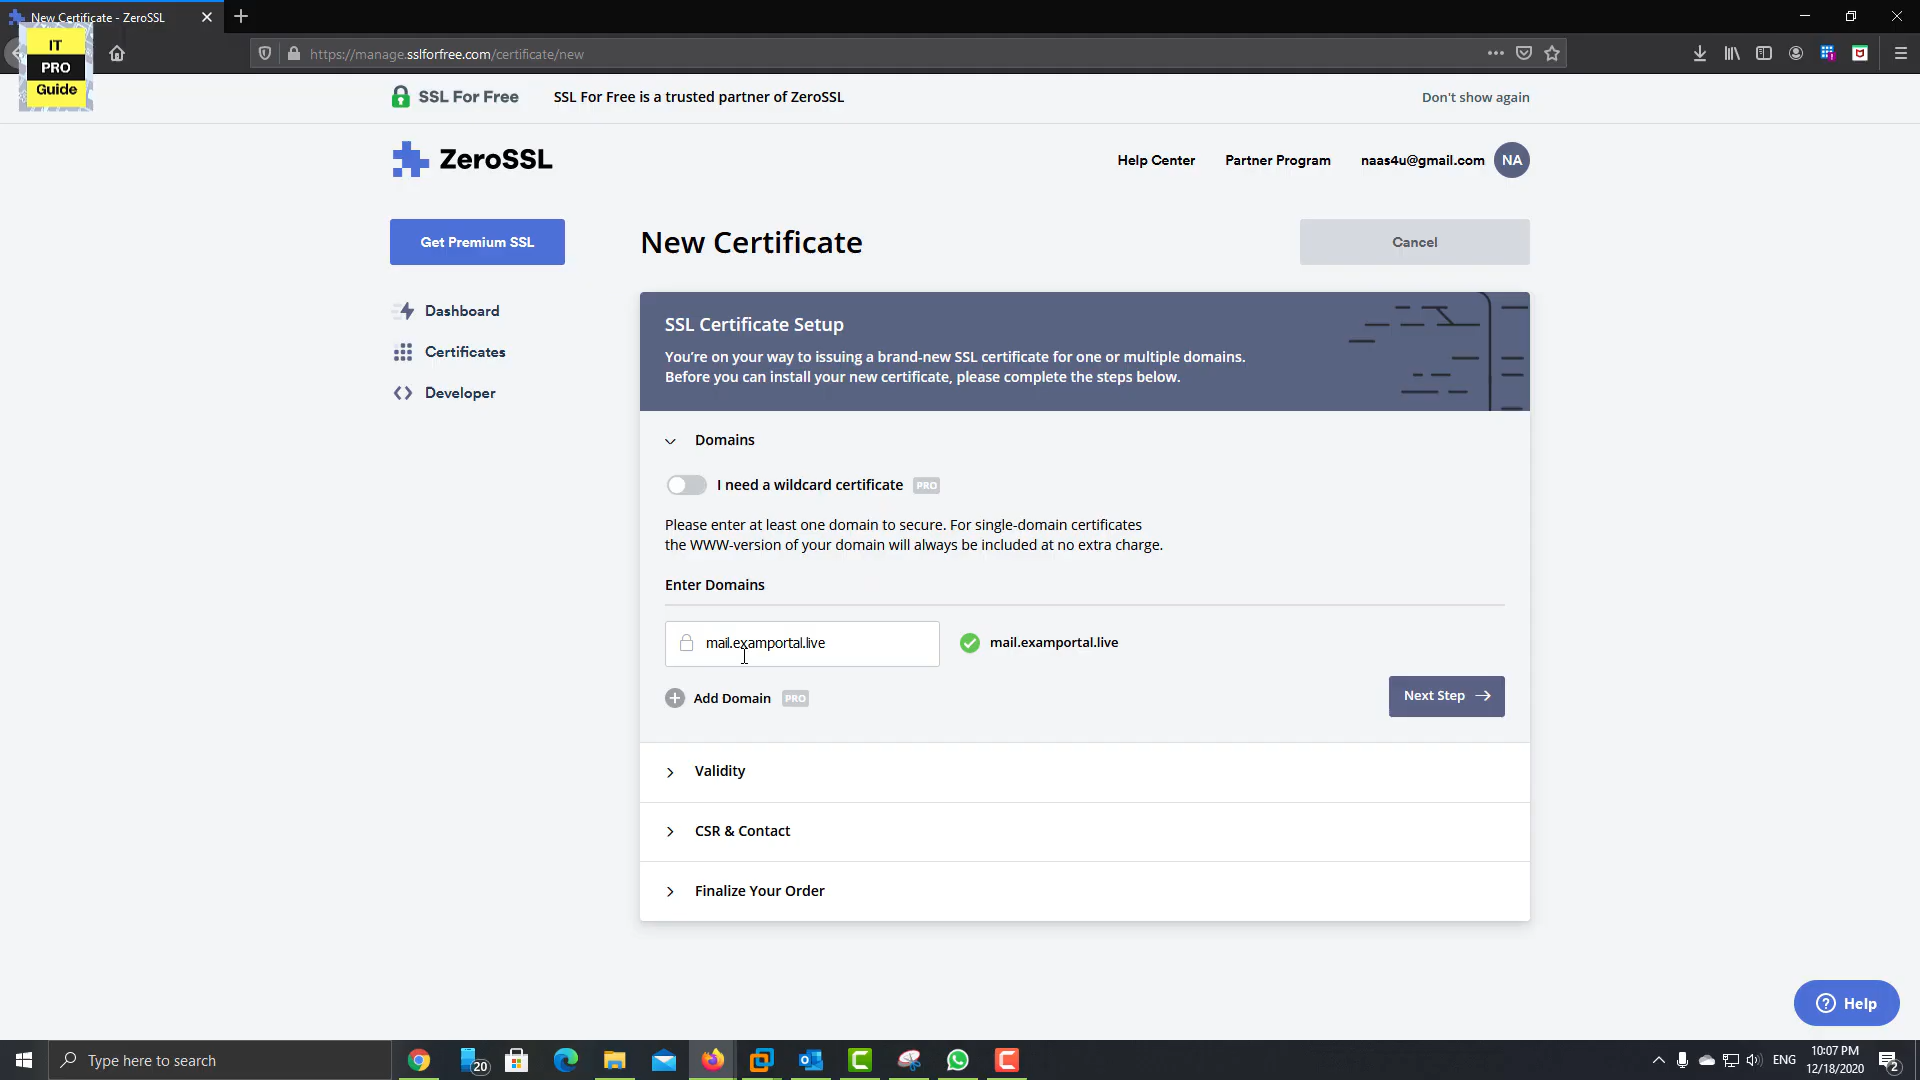 New Certificate - ZeroSSL
IT
PRO
Guide
https://manage.sslforfree.com/certificate/new
SSL For Free
SSL For Free is a trusted partner of ZeroSSL
Don't show again
ZeroSSL
Help Center
Partner Program
naas4u@gmail.com
NA
Get Premium SSL
New Certificate
Cancel
Dashboard
Certificates
Developer
SSL Certificate Setup
You're on your way to issuing a brand-new SSL certificate for one or multiple domains.
Before you can install your new certificate, please complete the steps below.
Domains
I need a wildcard certificate PRO
Please enter at least one domain to secure. For single-domain certificates
the WWW-version of your domain will always be included at no extra charge.
Enter Domains
mail.examportal.live
mail.examportal.live
Add Domain PRO
Next Step
Validity
CSR & Contact
Finalize Your Order
Help
Type here to search
20
ENG
10:07 PM
12/18/2020
2